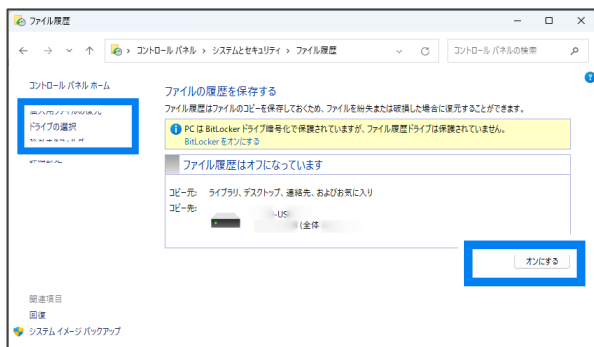 ファイル履歴
コントロール パネル › システムとセキュリティ › ファイル履歴
コントロール パネルの検索
コントロール パネル ホーム
ドライブの選択
ファイルの履歴を保存する
ファイル履歴はファイルのコピーを保存しておくため、ファイルを紛失または破損した場合に復元することができます。
PC は BitLocker ドライブ暗号化で保護されていますが、ファイル履歴ドライブは保護されていません。
BitLocker をオンにする
ファイル履歴はオフになっています
コピー元: ライブラリ、デスクトップ、連絡先、およびお気に入り
コピー先:
-US
(全体
オンにする
関連項目
回復
システム イメージ バックアップ